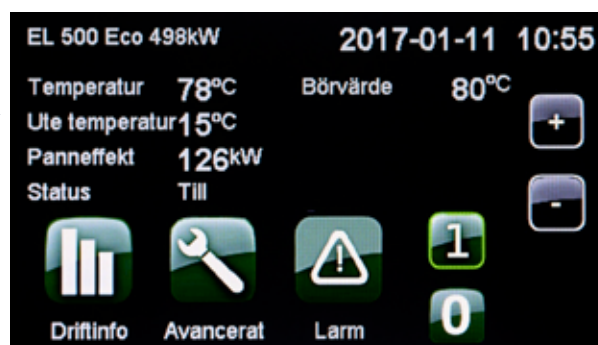 EL 500 Eco 498kW 2017-01-11 10:55
Temperatur 78°C Börvärde 80°C
Ute temperatur 15°C
+
Panneffekt 126kW
Status Till
-
1
Driftinfo Avancerat Larm 0